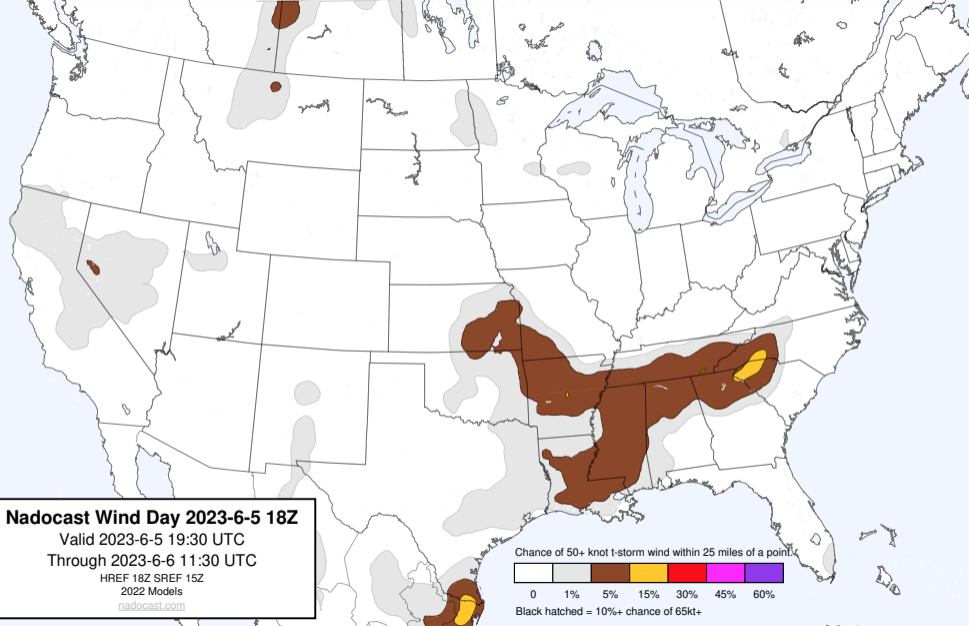 Nadocast Wind Day 2023-6-5 18Z
Valid 2023-6-5 19:30 UTC
Through 2023-6-6 11:30 UTC
HREF 18Z SREF 15Z
2022 Models
nadocast.com
Chance of 50+ knot t-storm wind within 25 miles of a point.
0 1% 5% 15% 30% 45% 60%
Black hatched = 10%+ chance of 65kt+